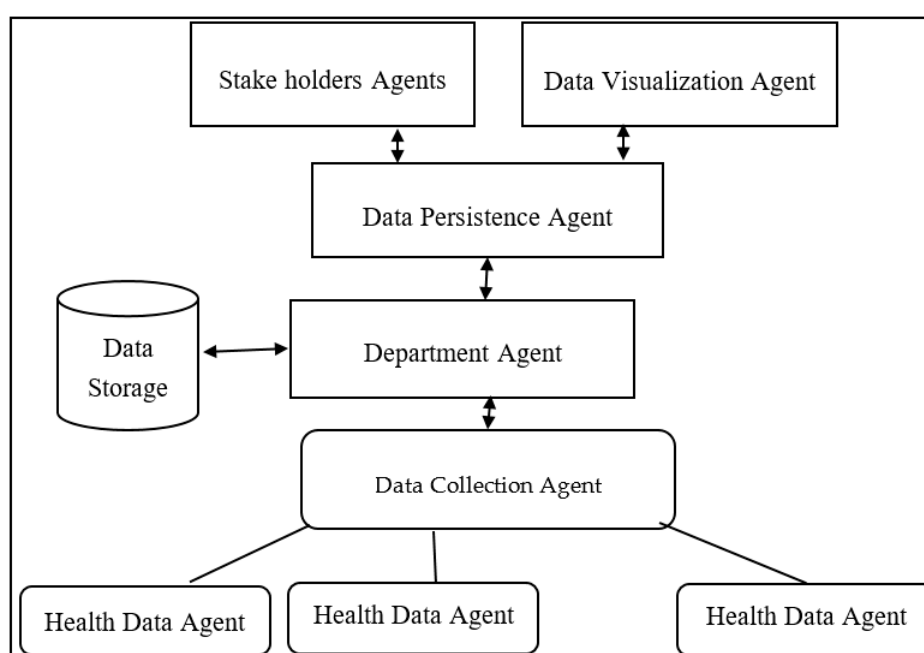 Stake holders Agents
Data Visualization Agent
Data Persistence Agent
Data
Storage
Department Agent
Data Collection Agent
Health Data Agent
Health Data Agent
Health Data Agent